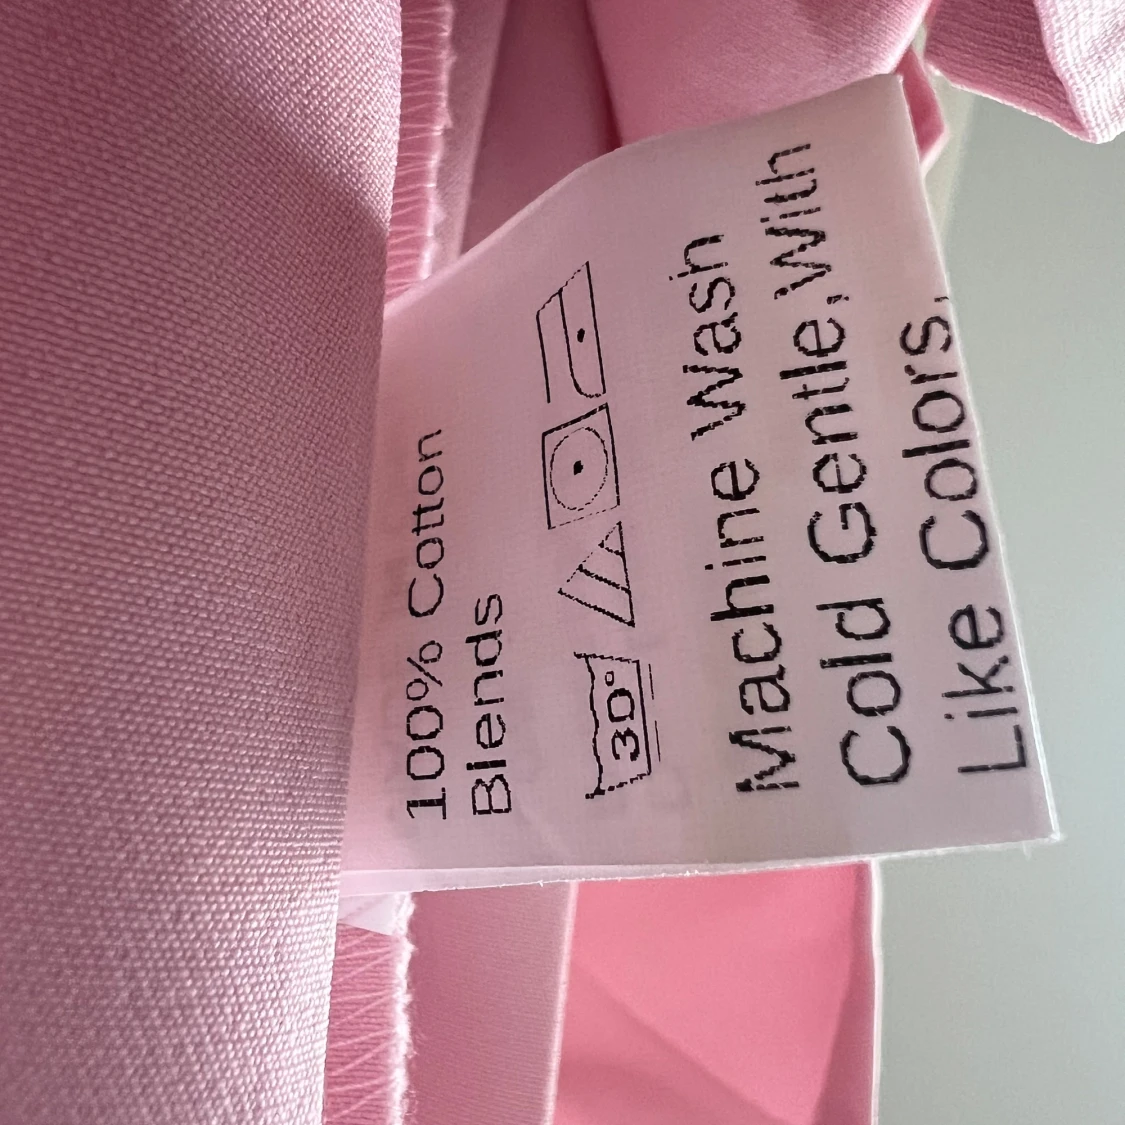 100% Cotton
Blends
30°
Machine Wash
Cold Gentle,With
Like Colors,